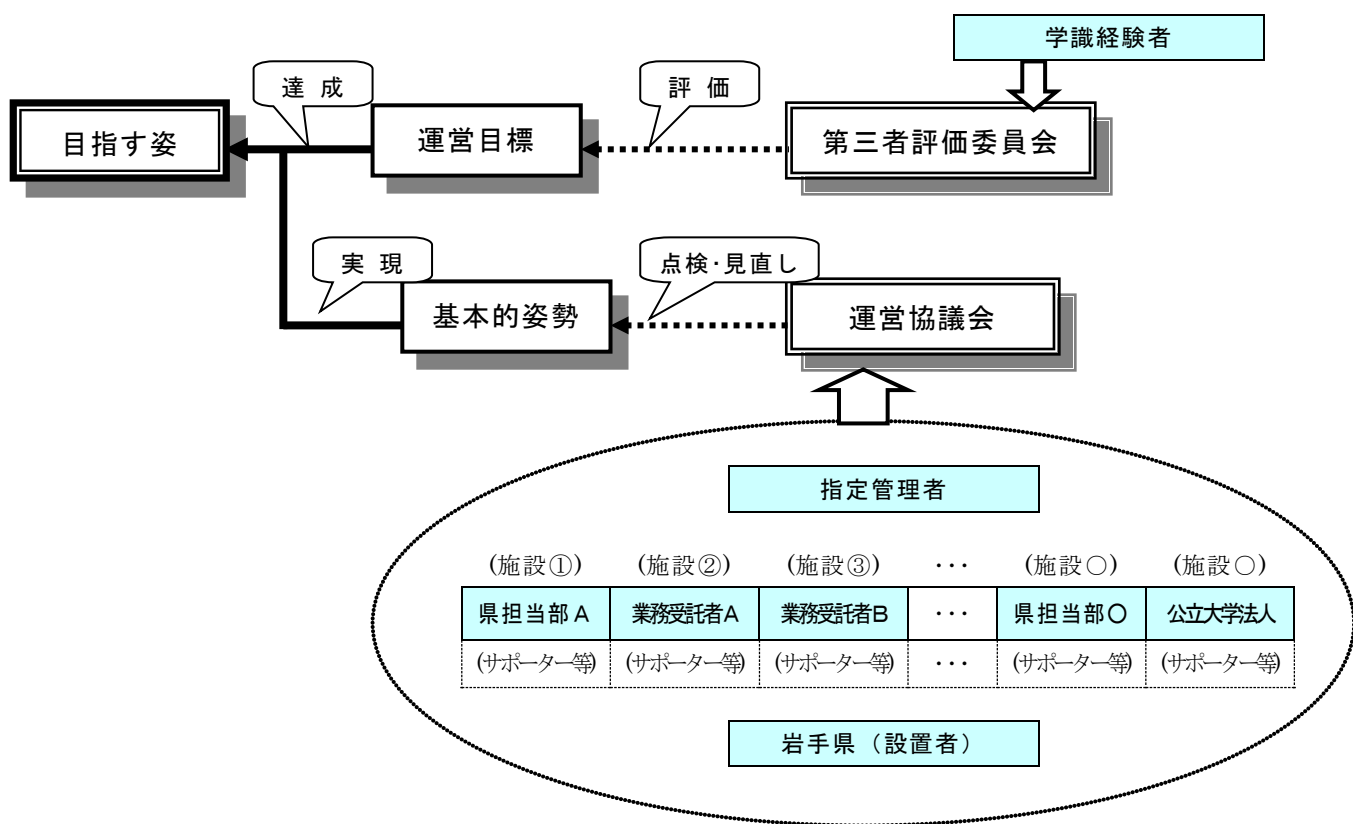 学識経験者
達 成
評 価
目指す姿
運営目標
第三者評価委員会
実 現
点検・見直し
基本的姿勢
運営協議会
指定管理者
(施設①) (施設②) (施設③) ・・・ (施設〇) (施設〇)
県担当部A 業務受託者A 業務受託者B ・・・ 県担当部〇 公立大学法人
(サポーター等) (サポーター等) (サポーター等) ・・・ (サポーター等) (サポーター等)
岩手県（設置者）